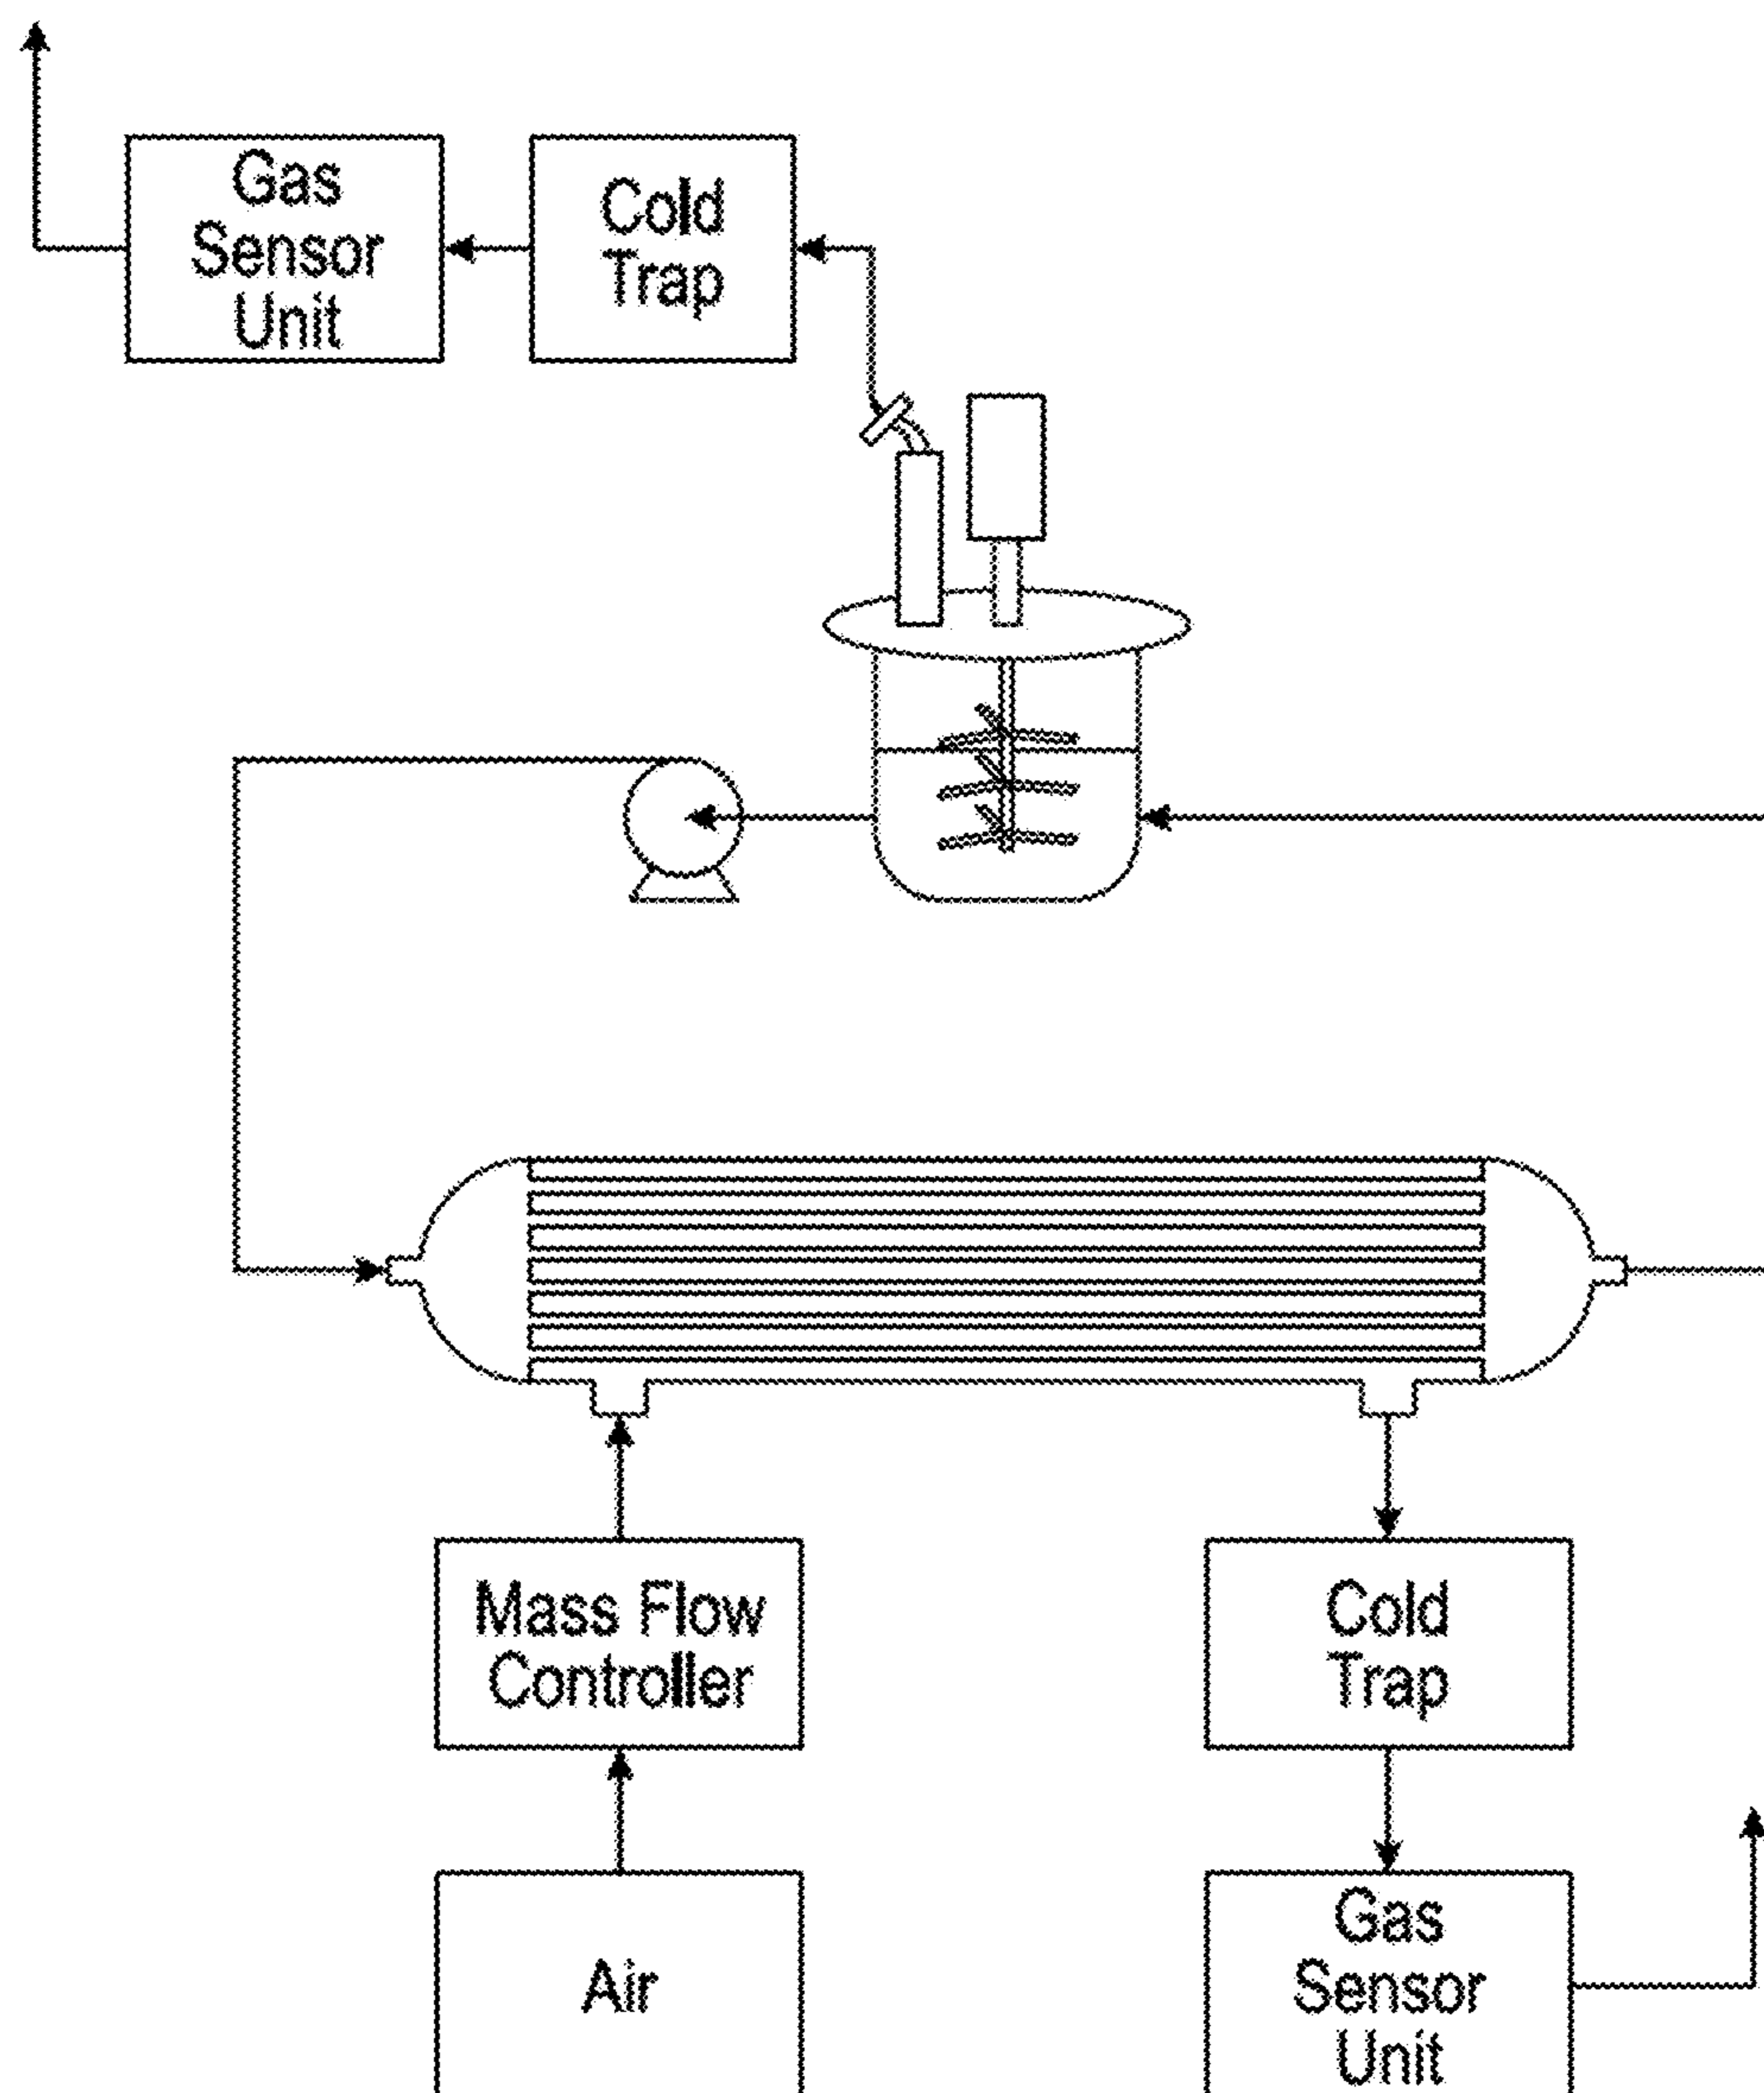 Gas
Sensor
Unit
Cold
Trap
Mass Flow
Controller
Cold
Trap
Air
Gas
Sensor
Unit